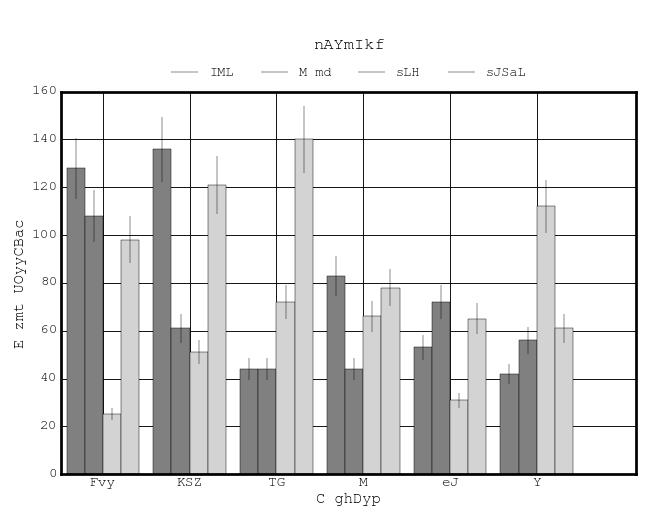 nAYmIkf
IML M md sLH sJSaL
160
140
120
100
80
60
40
20
0
E zmt UOyyCBac
Fvy KSZ TG M eJ Y
C ghDyp